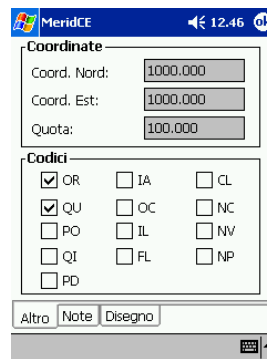 MeridCE 12.46 ok
Coordinate
Coord. Nord: 1000.000
Coord. Est: 1000.000
Quota: 100.000
Codici
OR IA CL
QU OC NC
PO IL NV
QI FL NP
PD
Altro Note Disegno